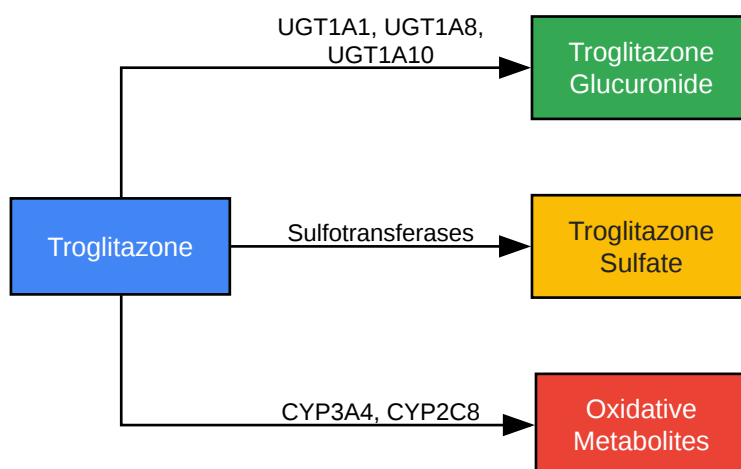 UGT1A1, UGT1A8,
UGT1A10
Troglitazone
Glucuronide
Troglitazone
Sulfotransferases
Troglitazone
Sulfate
CYP3A4, CYP2C8
Oxidative
Metabolites